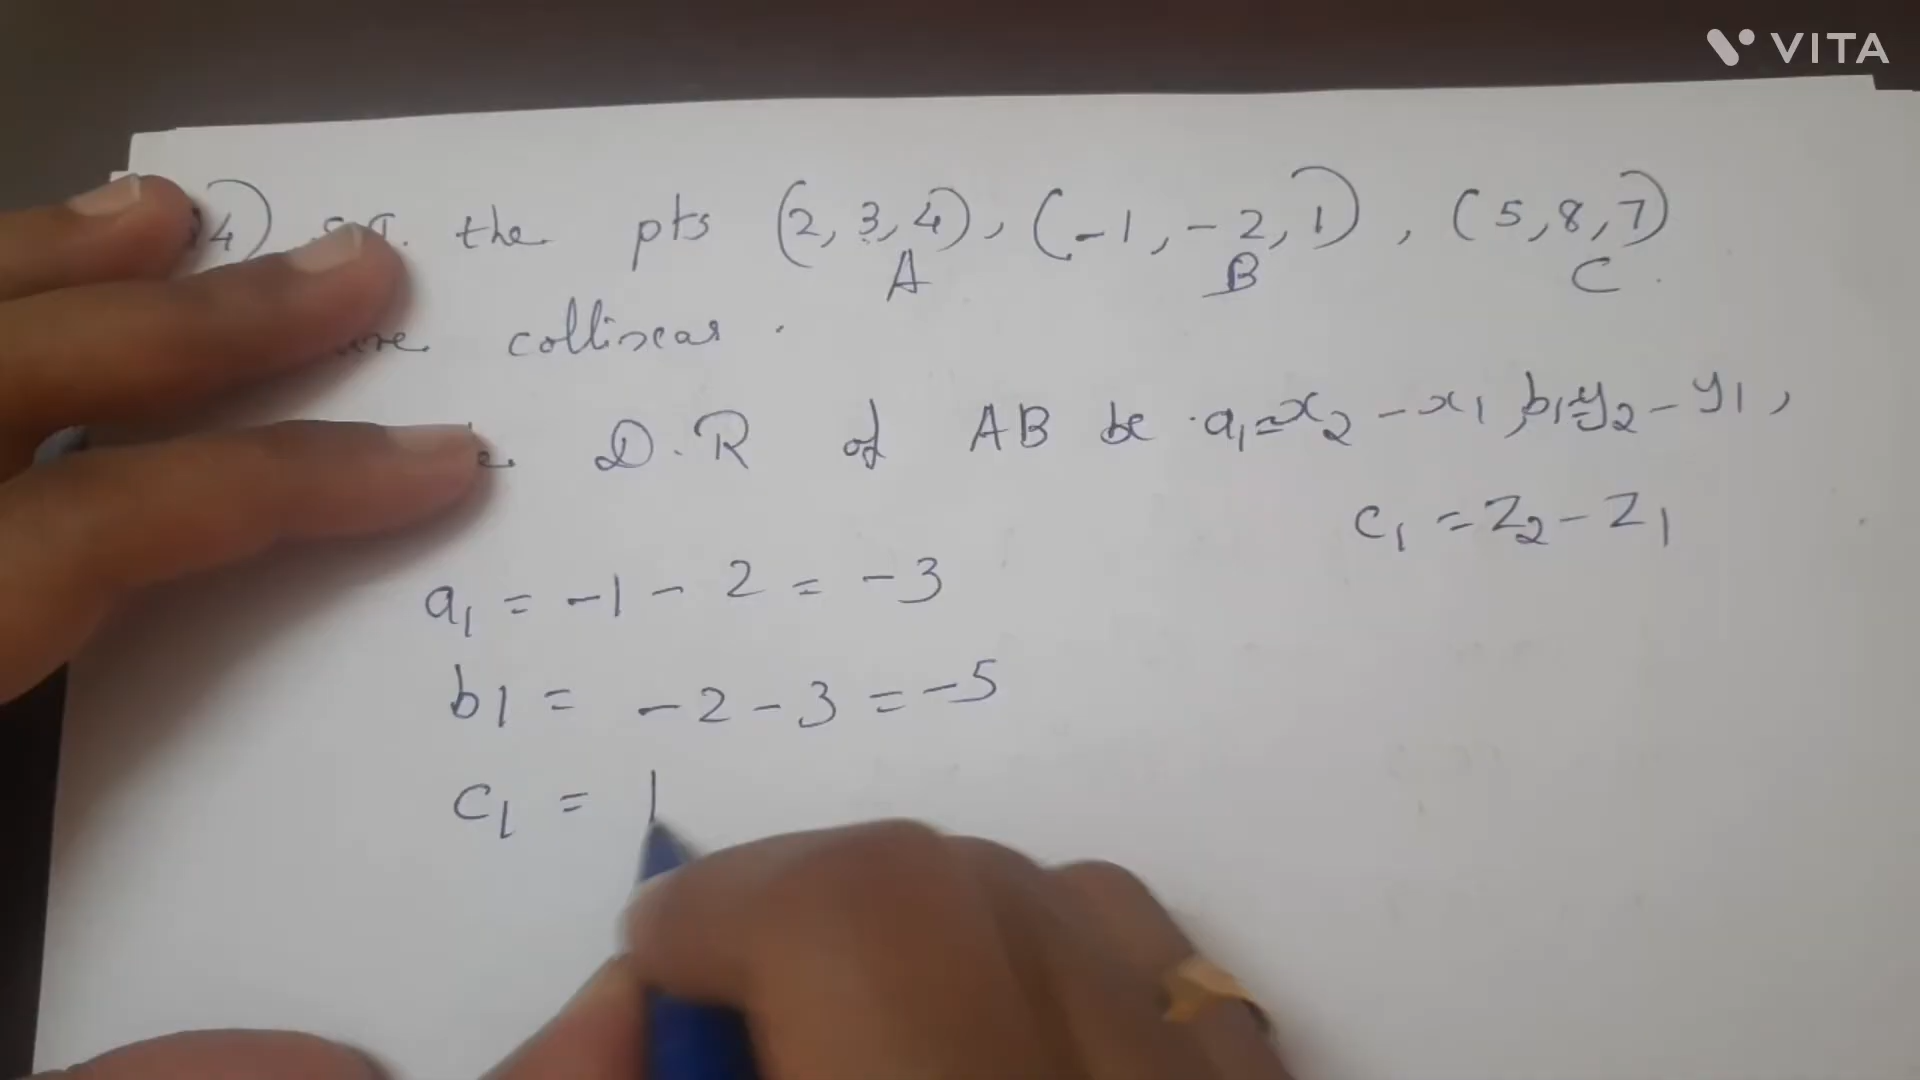 VITA
4) S.T. the pts (2, 3, 4), (-1, -2, 1), (5, 8, 7)
A B C.
are collinear.
D.R of AB be a1=x2-x1, b1=y2-y1,
c1=z2-z1
a1 = -1 - 2 = -3
b1 = -2 - 3 = -5
c1 = 1